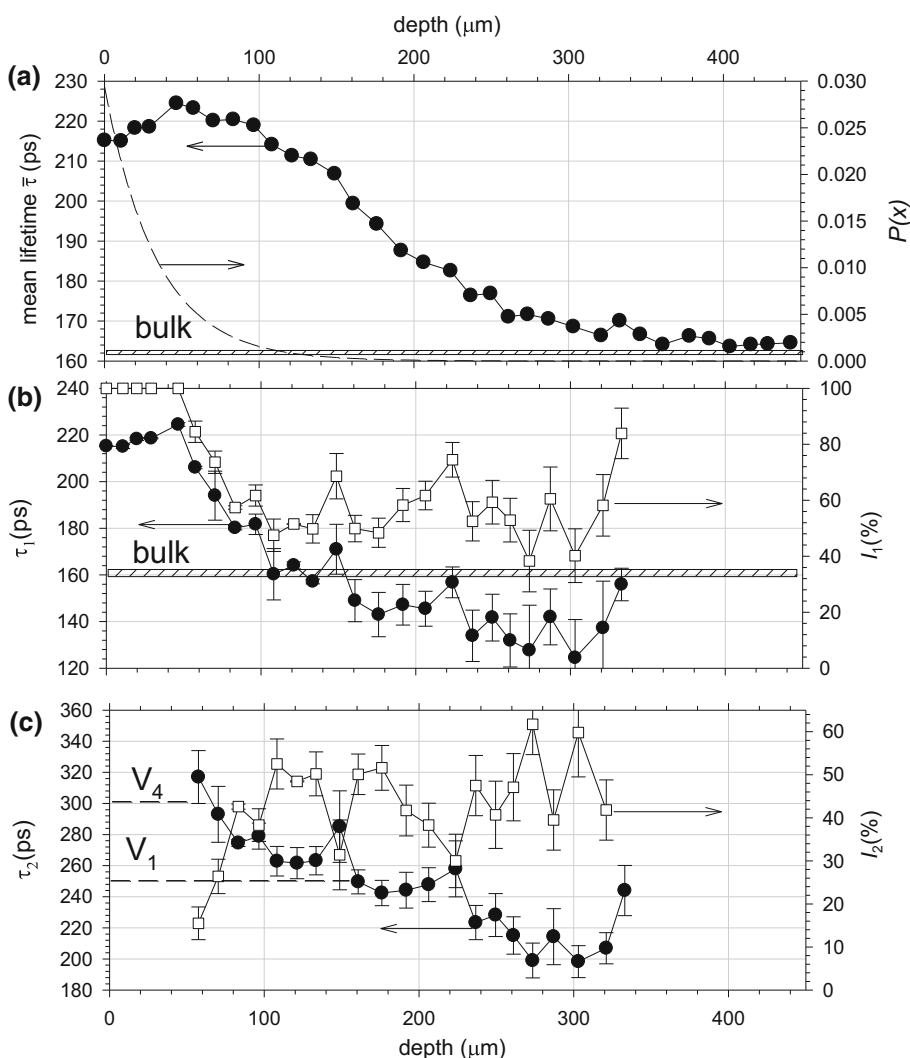 depth (μm)
0 100 200 300 400
(a)
230 0.030
220 0.025
210 0.020
200 0.015
190 0.010
180 0.005
170 0.000
160
mean lifetime τ̅ (ps)
P(x)
bulk
(b)
240 100
220 80
200 60
180 40
160 20
140 0
120
τ1(ps)
I1(%)
bulk
(c)
360 60
340 50
320 40
300 30
280 20
260 10
240 0
220
200
180
τ2(ps)
I2(%)
V4
V1
0 100 200 300 400
depth (μm)